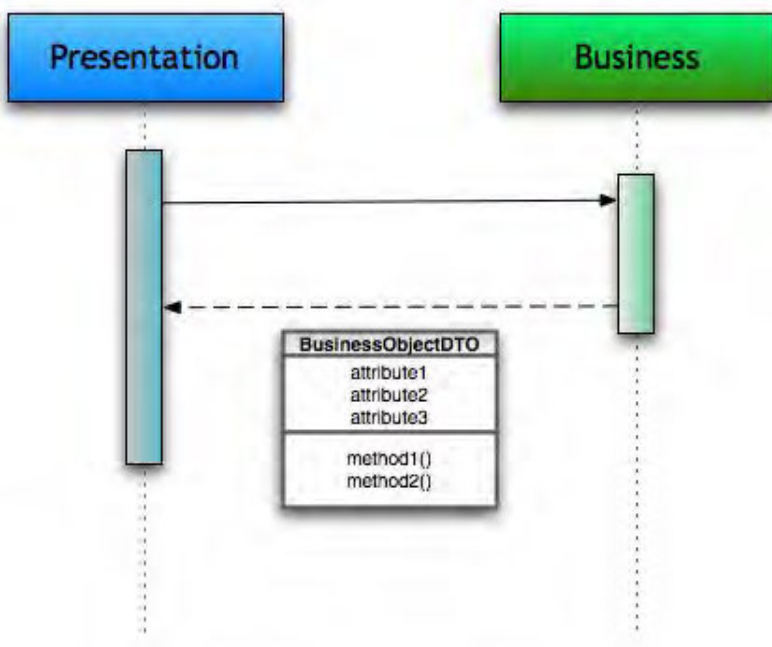 Presentation
Business
BusinessObjectDTO
attribute1
attribute2
attribute3
method1()
method2()